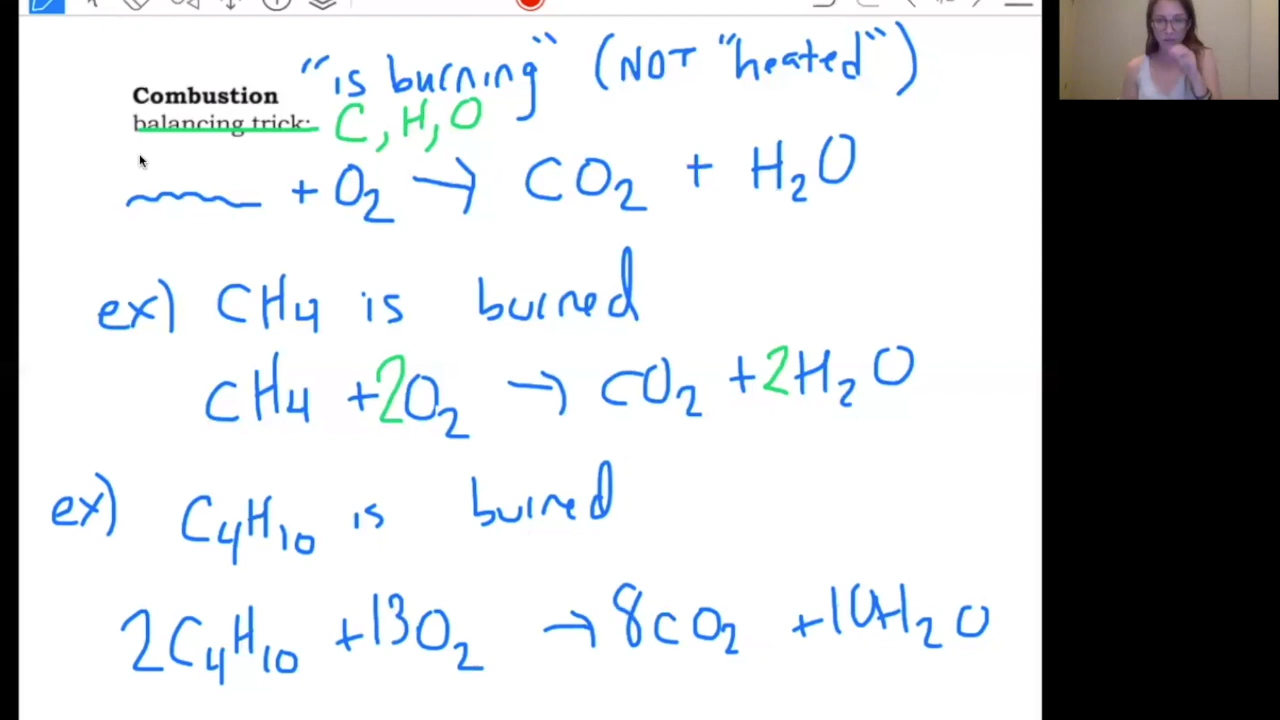 "is burning" (NOT "heated")
Combustion
balancing trick: C, H, O
+ O₂ → CO₂ + H₂O
ex) CH4 is burned
CH4 + 2O₂ → CO₂ + 2H₂O
ex) C₄H₁₀ is burned
2C₄H₁₀ + 13O₂ → 8CO₂ + 10H₂O